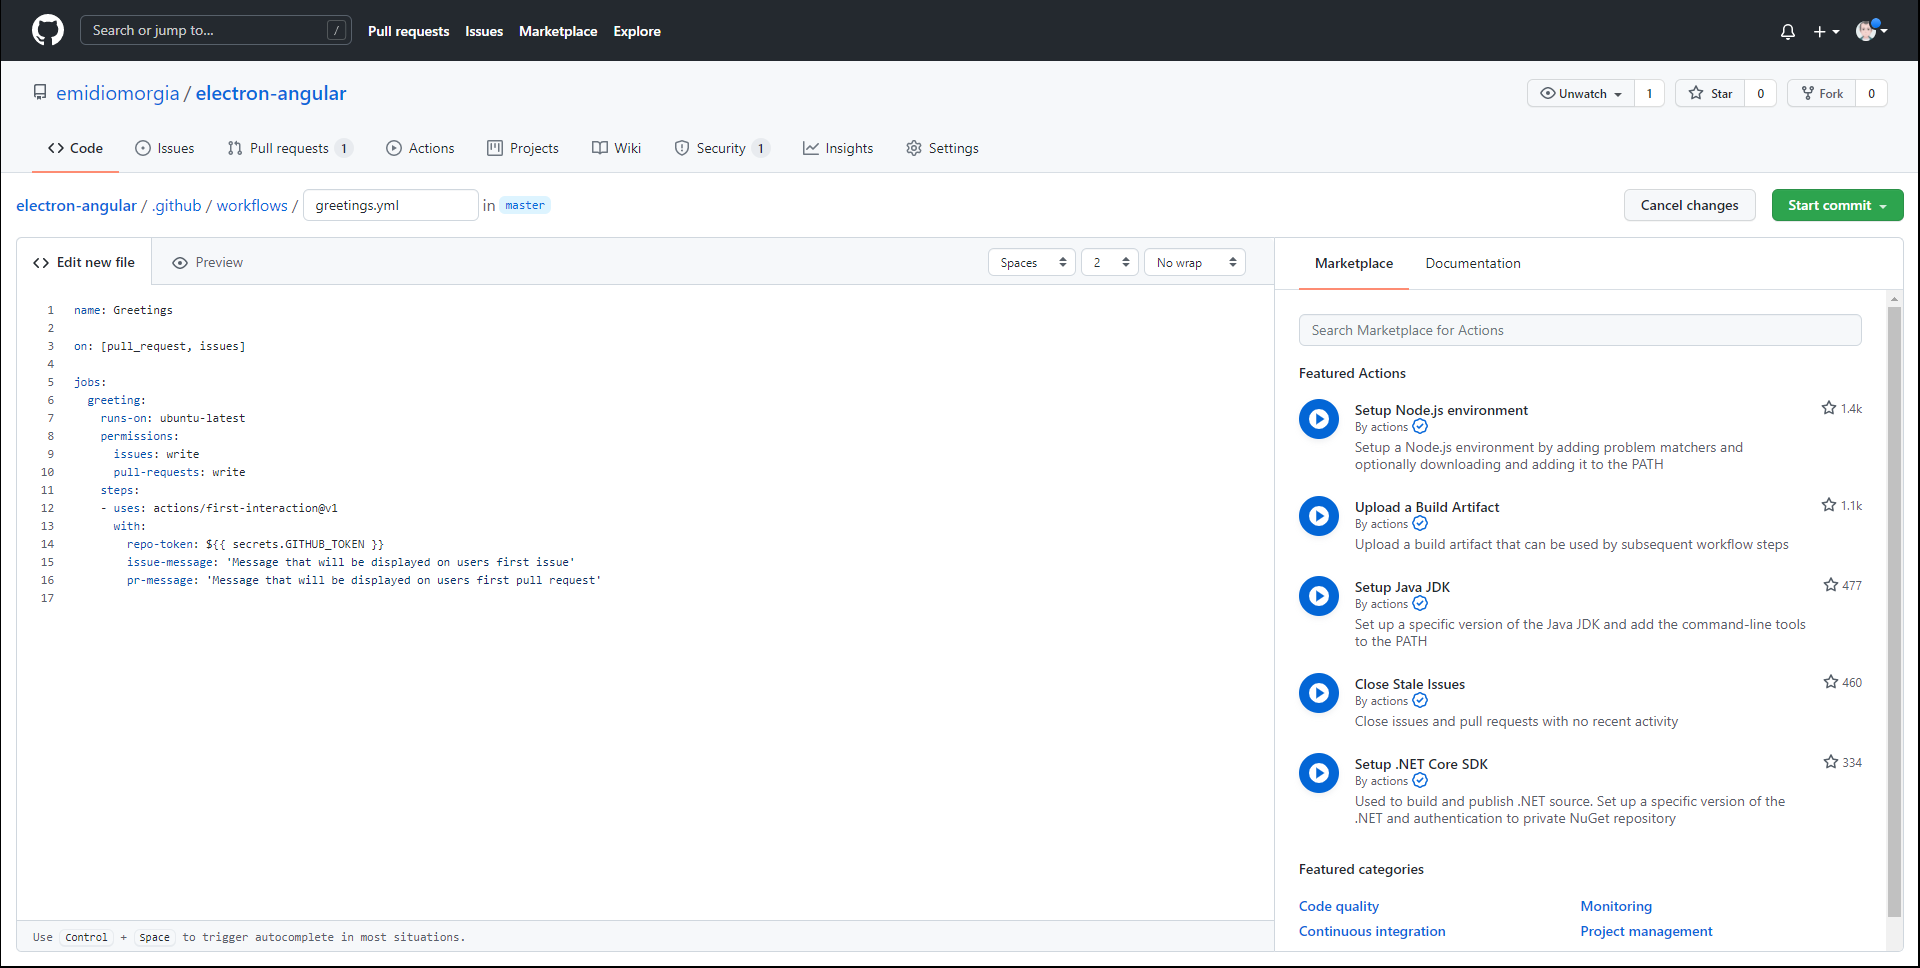 Search or jump to... /
Pull requests Issues Marketplace Explore
emidiomorgia / electron-angular
Unwatch 1 Star 0 Fork 0
Code Issues Pull requests 1 Actions Projects Wiki Security 1 Insights Settings
electron-angular / .github / workflows / greetings.yml in master
Cancel changes Start commit
Edit new file Preview
Spaces 2 No wrap
1 name: Greetings
2
3 on: [pull_request, issues]
4
5 jobs:
6   greeting:
7     runs-on: ubuntu-latest
8     permissions:
9       issues: write
10       pull-requests: write
11     steps:
12     - uses: actions/first-interaction@v1
13       with:
14         repo-token: ${{ secrets.GITHUB_TOKEN }}
15         issue-message: 'Message that will be displayed on users first issue'
16         pr-message: 'Message that will be displayed on users first pull request'
17
Use Control + Space to trigger autocomplete in most situations.
Marketplace Documentation
Search Marketplace for Actions
Featured Actions
Setup Node.js environment 1.4k
By actions
Setup a Node.js environment by adding problem matchers and
optionally downloading and adding it to the PATH
Upload a Build Artifact 1.1k
By actions
Upload a build artifact that can be used by subsequent workflow steps
Setup Java JDK 477
By actions
Set up a specific version of the Java JDK and add the command-line tools
to the PATH
Close Stale Issues 460
By actions
Close issues and pull requests with no recent activity
Setup .NET Core SDK 334
By actions
Used to build and publish .NET source. Set up a specific version of the
.NET and authentication to private NuGet repository
Featured categories
Code quality Monitoring
Continuous integration Project management